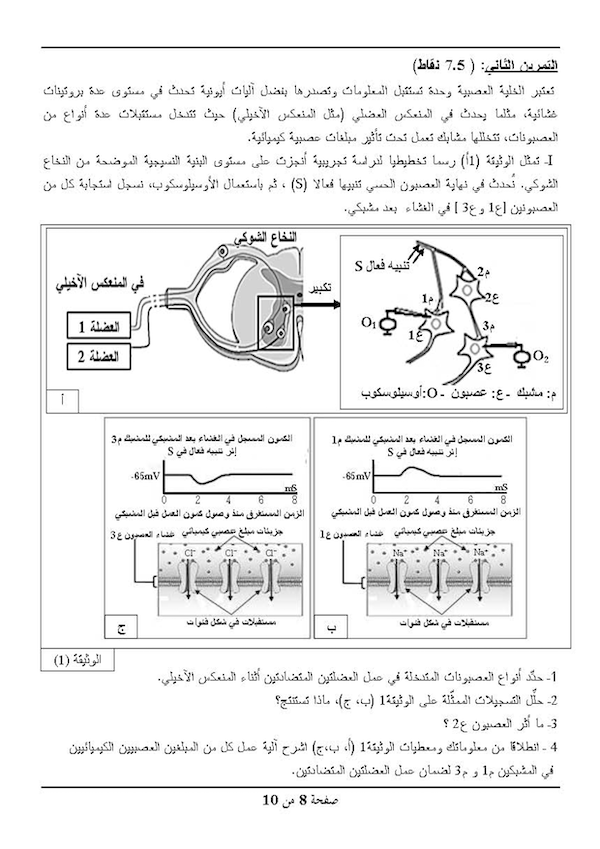 التمرين الثاني: ( 7.5 نقاط)
تعتبر الخلية العصبية وحدة تستقبل المعلومات وتصدرها بفضل آليات أيونية تحدث في مستوى عدة بروتينات
غشائية، مثلما يحدث في المنعكس العضلي (مثل المنعكس الآخيلي) حيث تتدخل مستقبلات عدة أنواع من
العصبونات، تتخللها مشابك تعمل تحت تأثير مبلغات عصبية كيميائية.
I- تمثل الوثيقة (1أ) رسما تخطيطيا لدراسة تجريبية أنجزت على مستوى البنية النسيجية الموضحة من النخاع
الشوكي. نُحدث في نهاية العصبون الحسي تنبيها فعالا (S) ، ثم باستعمال الأوسيلوسكوب، نسجل استجابة كل من
العصبونين [ع1 وع3 ] في الغشاء بعد مشبكي.
النخاع الشوكي
في المنعكس الآخيلي
العضلة 1
العضلة 2
تكبير
أ
تنبيه فعال S
م2
م1
ع2
O1
ع1
م3
O2
ع3
م: مشبك - ع: عصبون - O:أوسيلوسكوب
الكمون المسجل في الغشاء بعد المشبكي للمشبك م1
إثر تنبيه فعال في S
-65mV
mS
0 2 4 6 8
الزمن المستغرق منذ وصول كمون العمل قبل المشبكي
جزيئات مبلغ عصبي كيميائي
غشاء العصبون ع1
Na+ Na+ Na+
مستقبلات في شكل قنوات
ب
الكمون المسجل في الغشاء بعد المشبكي للمشبك م3
إثر تنبيه فعال في S
-65mV
mS
0 2 4 6 8
الزمن المستغرق منذ وصول كمون العمل قبل المشبكي
جزيئات مبلغ عصبي كيميائي
غشاء العصبون ع3
Cl- Cl- Cl-
مستقبلات في شكل قنوات
ج
الوثيقة (1)
1- حدّد أنواع العصبونات المتدخلة في عمل العضلتين المتضادتين أثناء المنعكس الآخيلي.
2- حلّل التسجيلات الممثّلة على الوثيقة1 (ب، ج)، ماذا تستنتج؟
3- ما أثر العصبون ع2 ؟
4 - انطلاقا من معلوماتك ومعطيات الوثيقة1 (أ، ب،ج) اشرح آلية عمل كل من المبلغين العصبيين الكيميائيين
في المشبكين م1 و م3 لضمان عمل العضلتين المتضادتين.
صفحة 8 من 10